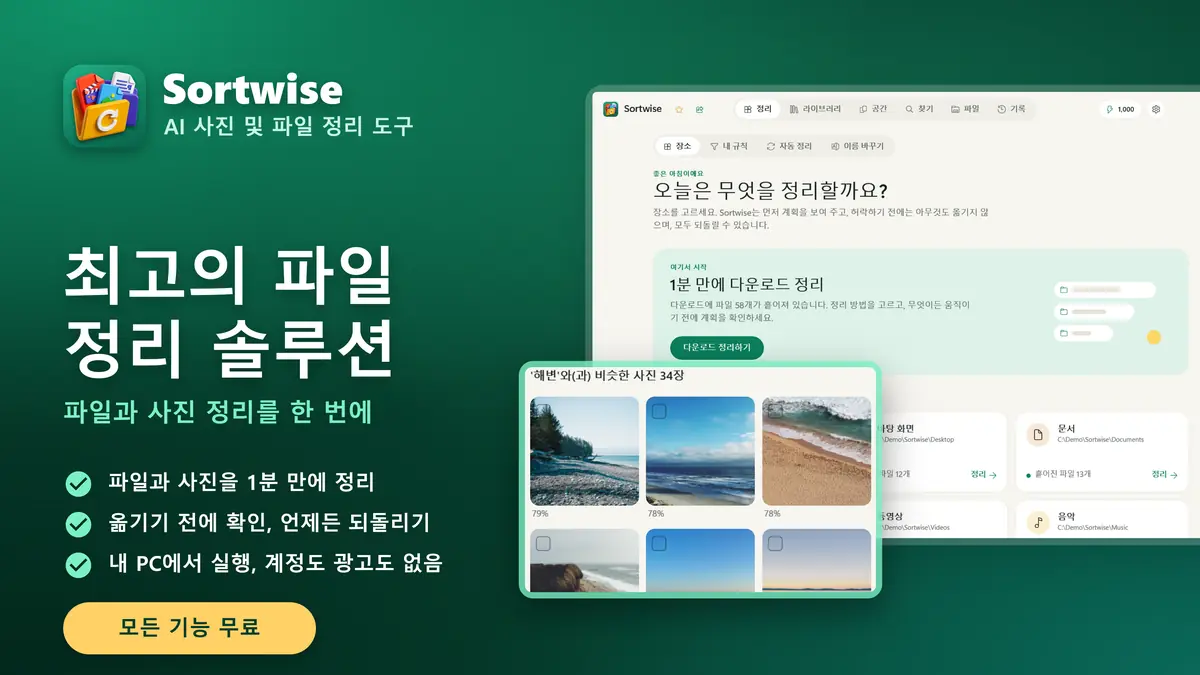 Sortwise
AI 사진 및 파일 정리 도구
최고의 파일
정리 솔루션
파일과 사진 정리를 한 번에
파일과 사진을 1분 만에 정리
옮기기 전에 확인, 언제든 되돌리기
내 PC에서 실행, 계정도 광고도 없음
모든 기능 무료
Sortwise
정리
라이브러리
공간
찾기
퍼떨
기록
1,000
장소
내 규칙
자동 정리
이름 바꾸기
좋은 아침이에요
오늘은 무엇을 정리할까요?
장소를 고르세요. Sortwise는 먼저 계획을 보여 주고, 허락하기 전에는 아무것도 옮기지 않
으며, 모두 되돌릴 수 있습니다.
여기서 시작
1분 만에 다운로드 정리
다운로드에 파일 58개가 흩어져 있습니다. 정리 방법을 고르고, 무엇이든 움직이
기 전에 계획을 확인하세요.
다운로드 정리하기
'해변'와(과) 비슷한 사진 34장
79%
78%
78%
탕 화면
:\Demo\Sortwise\Desktop
파일 12개
정리 →
문서
C:\Demo\Sortwise\Documents
흩어진 파일 13개
정리 →
동영상
:\Demo\Sortwise\Videos
음악
C:\Demo\Sortwise\Music